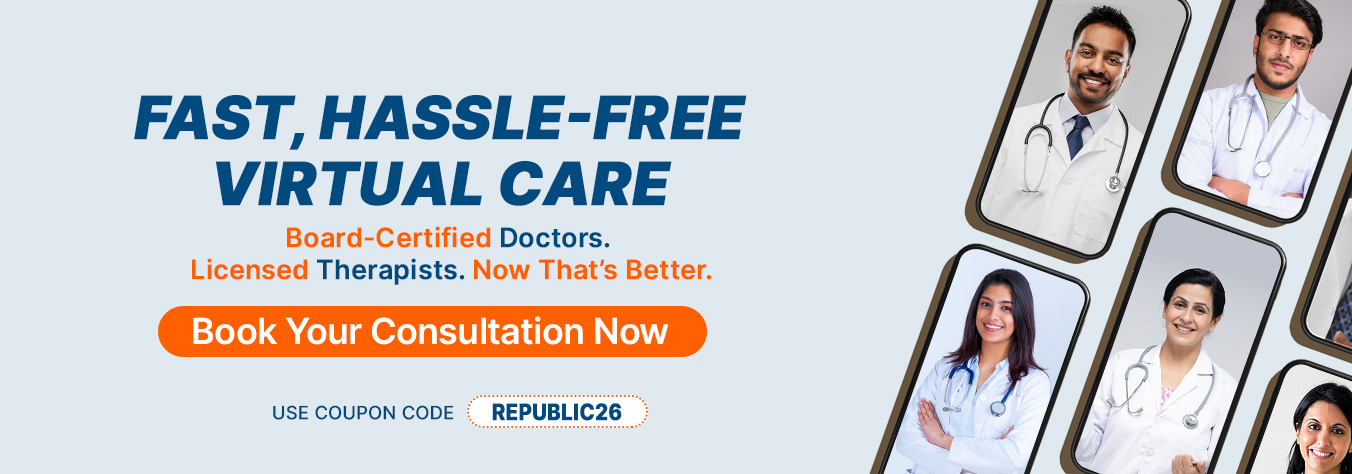 FAST, HASSLE-FREE
VIRTUAL CARE
Board-Certified Doctors.
Licensed Therapists. Now That's Better.
Book Your Consultation Now
USE COUPON CODE REPUBLIC26